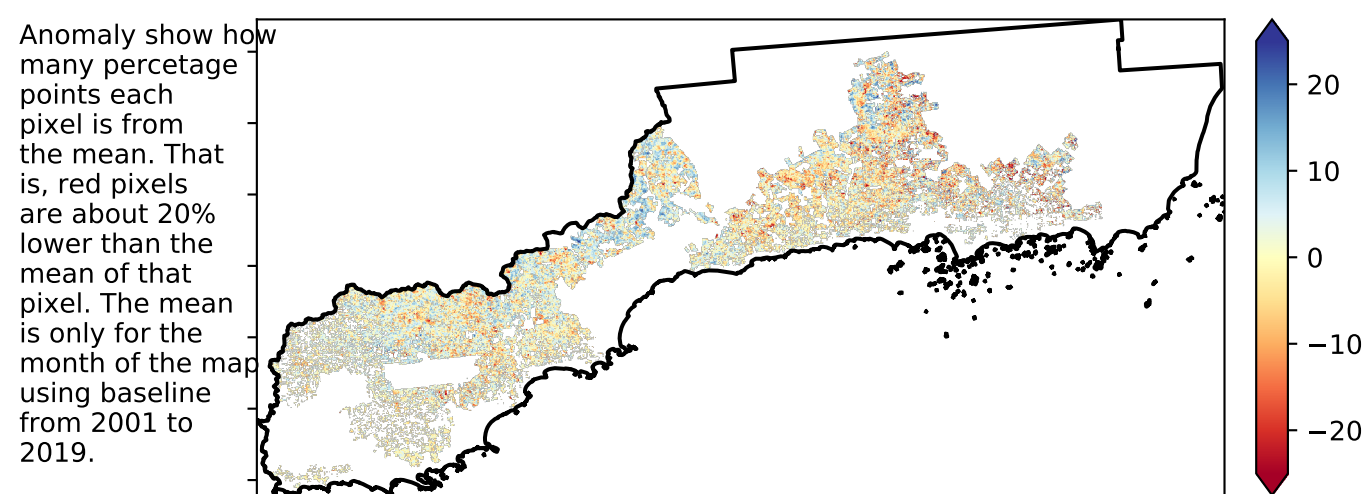 Anomaly show how
many percetage
points each
pixel is from
the mean. That
is, red pixels
are about 20%
lower than the
mean of that
pixel. The mean
is only for the
month of the map
using baseline
from 2001 to
2019.
20
10
0
−10
−20